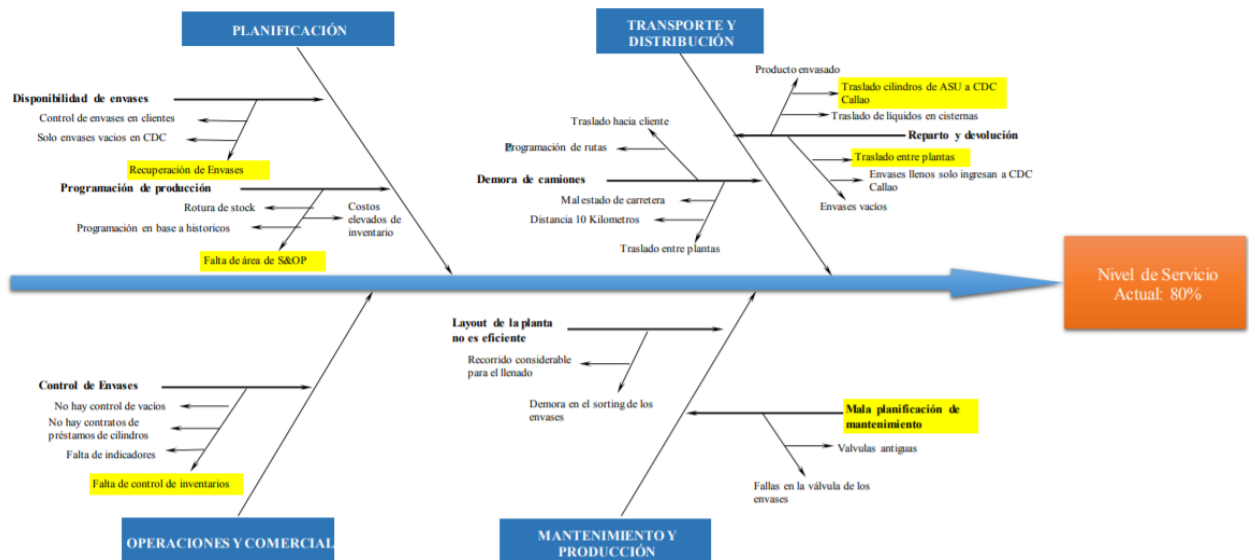 PLANIFICACIÓN
TRANSPORTE Y
DISTRIBUCIÓN
Disponibilidad de envases
Control de envases en clientes
Solo envases vacios en CDC
Recuperación de Envases
Programación de producción
Rotura de stock
Programación en base a historicos
Costos
elevados de
inventario
Falta de área de S&OP
Producto envasado
Traslado cilindros de ASU a CDC
Callao
Traslado de líquidos en cisternas
Reparto y devolución
Traslado entre plantas
Envases llenos solo ingresan a CDC
Callao
Envases vacíos
Traslado hacia cliente
Programación de rutas
Demora de camiones
Mal estado de carretera
Distancia 10 Kilometros
Traslado entre plantas
Nivel de Servicio
Actual: 80%
Control de Envases
No hay control de vacíos
No hay contratos de
préstamos de cilindros
Falta de indicadores
Falta de control de inventarios
Layout de la planta
no es eficiente
Recorrido considerable
para el llenado
Demora en el sorting de los
envases
Mala planificación de
mantenimiento
Valvulas antiguas
Fallas en la válvula de los
envases
OPERACIONES Y COMERCIAL
MANTENIMIENTO Y
PRODUCCIÓN